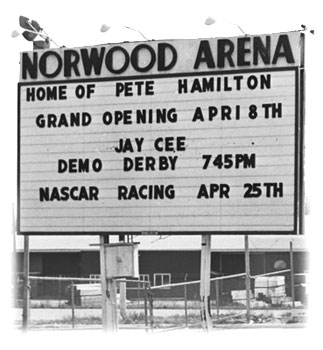 NORWOOD ARENA
HOME OF PETE HAMILTON
GRAND OPENING APRI 8TH
JAY CEE
DEMO DERBY 745PM
NASCAR RACING APR 25TH